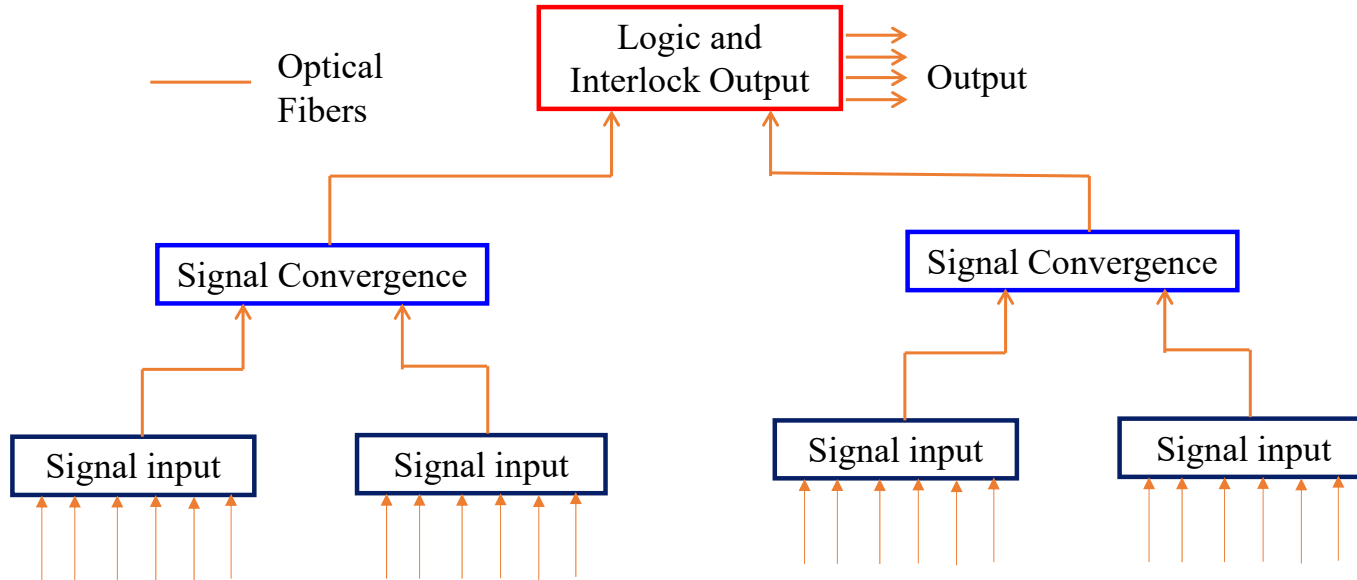 Optical
Fibers
Logic and
Interlock Output
Output
Signal Convergence
Signal Convergence
Signal input
Signal input
Signal input
Signal input